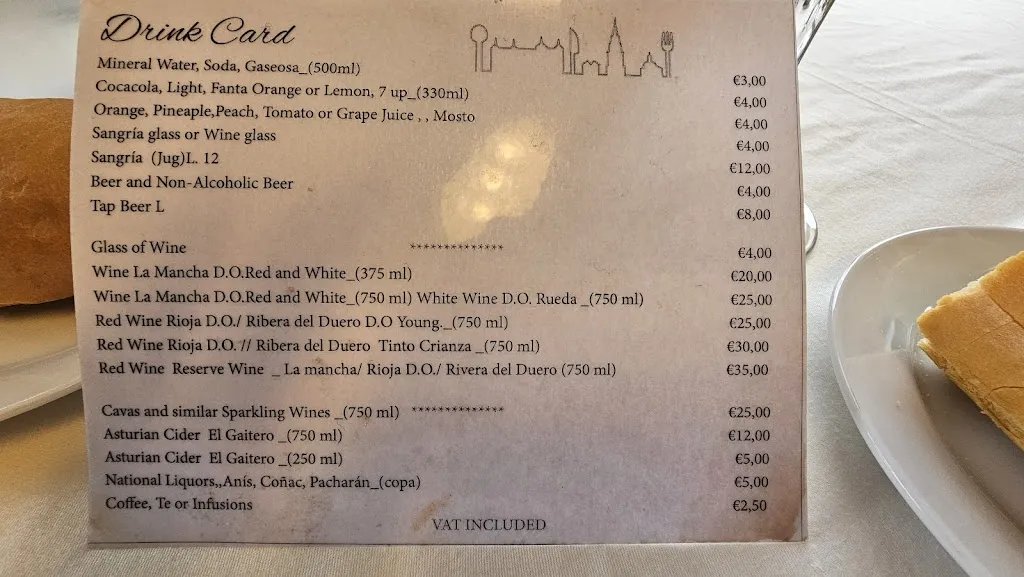 Drink Card
Mineral Water, Soda, Gaseosa_(500ml) €3,00
Cocacola, Light, Fanta Orange or Lemon, 7 up_(330ml) €4,00
Orange, Pineapple,Peach, Tomato or Grape Juice , , Mosto €4,00
Sangría glass or Wine glass €4,00
Sangría (Jug)L. 12 €12,00
Beer and Non-Alcoholic Beer €4,00
Tap Beer L €8,00
Glass of Wine ************** €4,00
Wine La Mancha D.O.Red and White_(375 ml) €20,00
Wine La Mancha D.O.Red and White_(750 ml) White Wine D.O. Rueda _(750 ml) €25,00
Red Wine Rioja D.O./ Ribera del Duero D.O Young._(750 ml) €25,00
Red Wine Rioja D.O. // Ribera del Duero Tinto Crianza _(750 ml) €30,00
Red Wine Reserve Wine _ La mancha/ Rioja D.O./ Rivera del Duero (750 ml) €35,00
Cavas and similar Sparkling Wines _(750 ml) ************** €25,00
Asturian Cider El Gaitero _(750 ml) €12,00
Asturian Cider El Gaitero _(250 ml) €5,00
National Liquors,,Anís, Coñac, Pacharán_(copa) €5,00
Coffee, Te or Infusions €2,50
VAT INCLUDED